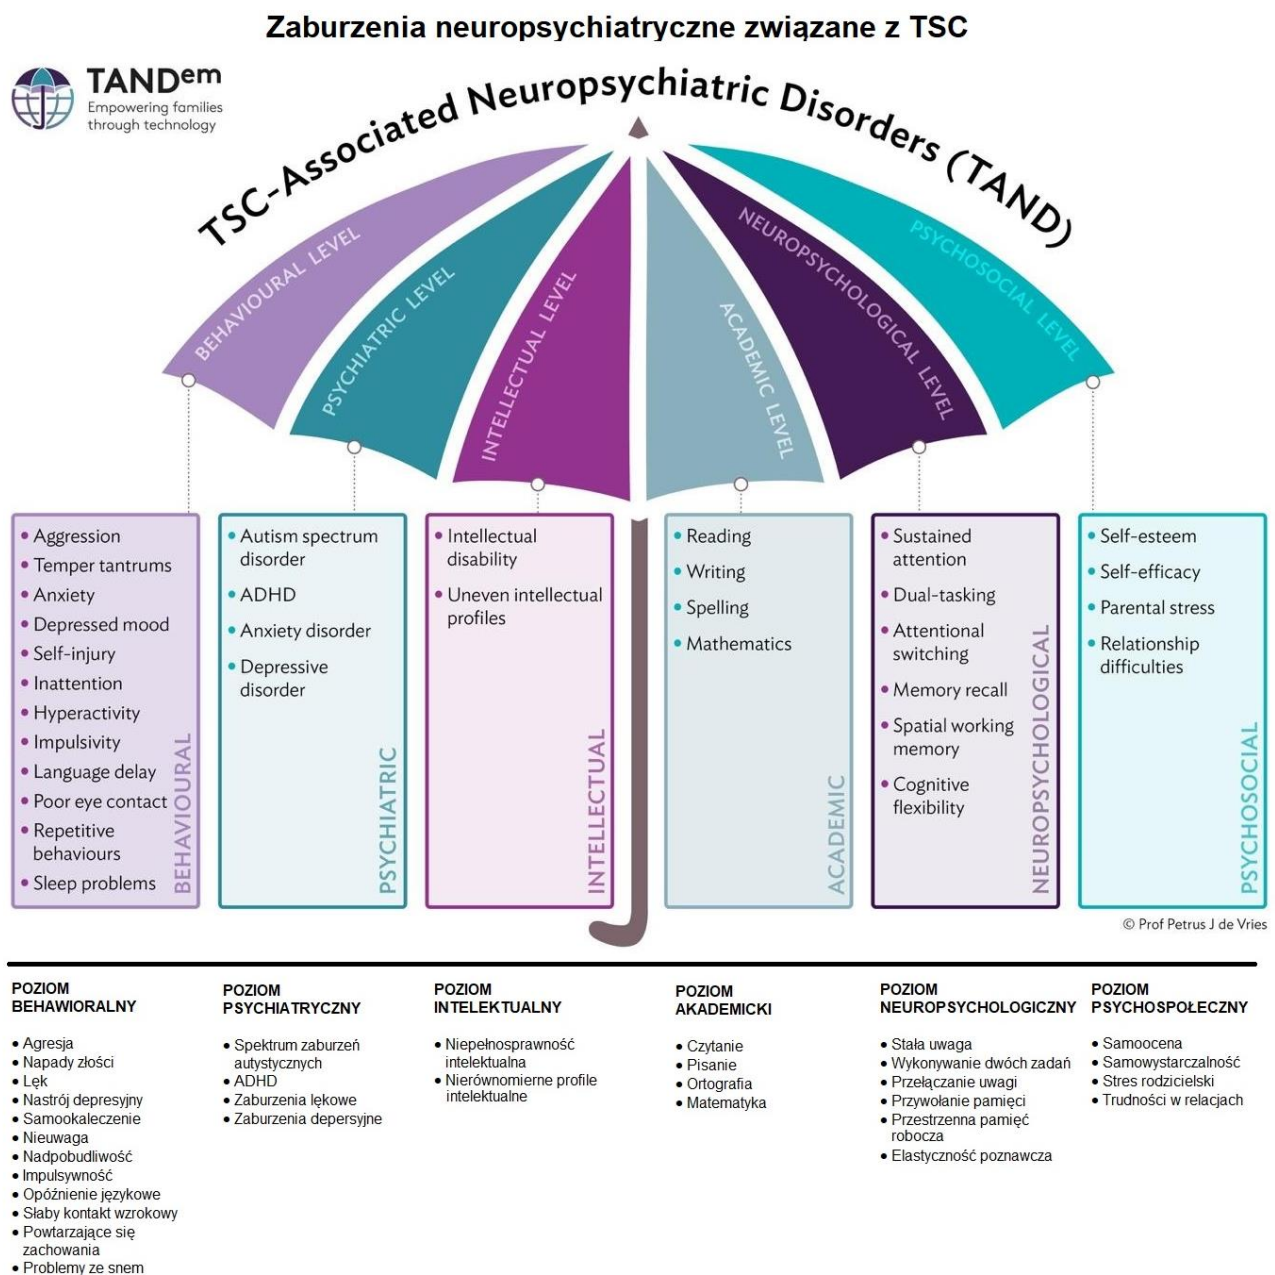 Zaburzenia neuropsychiatryczne związane z TSC
TANDem
Empowering families
through technology
TSC-Associated Neuropsychiatric Disorders (TAND)
BEHAVIOURAL LEVEL
PSYCHIATRIC LEVEL
INTELLECTUAL LEVEL
ACADEMIC LEVEL
NEUROPSYCHOLOGICAL LEVEL
PSYCHOSOCIAL LEVEL
• Aggression
• Temper tantrums
• Anxiety
• Depressed mood
• Self-injury
• Inattention
• Hyperactivity
• Impulsivity
• Language delay
• Poor eye contact
• Repetitive
behaviours
• Sleep problems
BEHAVIOURAL
• Autism spectrum
disorder
• ADHD
• Anxiety disorder
• Depressive
disorder
PSYCHIATRIC
• Intellectual
disability
• Uneven intellectual
profiles
INTELLECTUAL
• Reading
• Writing
• Spelling
• Mathematics
ACADEMIC
• Sustained
attention
• Dual-tasking
• Attentional
switching
• Memory recall
• Spatial working
memory
• Cognitive
flexibility
NEUROPSYCHOLOGICAL
• Self-esteem
• Self-efficacy
• Parental stress
• Relationship
difficulties
PSYCHOSOCIAL
© Prof Petrus J de Vries
POZIOM
BEHAWIORALNY
• Agresja
• Napady złości
• Lęk
• Nastrój depresyjny
• Samookaleczenie
• Nieuwaga
• Nadpobudliwość
• Impulsywność
• Opóźnienie językowe
• Słaby kontakt wzrokowy
• Powtarzające się
zachowania
• Problemy ze snem
POZIOM
PSYCHIATRYCZNY
• Spektrum zaburzeń
autystycznych
• ADHD
• Zaburzenia lękowe
• Zaburzenia depersyjne
POZIOM
INTELEKTUALNY
• Niepełnosprawność
intelektualna
• Nierównomierne profile
intelektualne
POZIOM
AKADEMICKI
• Czytanie
• Pisanie
• Ortografia
• Matematyka
POZIOM
NEUROPSYCHOLOGICZNY
• Stała uwaga
• Wykonywanie dwóch zadań
• Przełączanie uwagi
• Przywołanie pamięci
• Przestrzenna pamięć
robocza
• Elastyczność poznawcza
POZIOM
PSYCHOSPOŁECZNY
• Samoocena
• Samowystarczalność
• Stres rodzicielski
• Trudności w relacjach